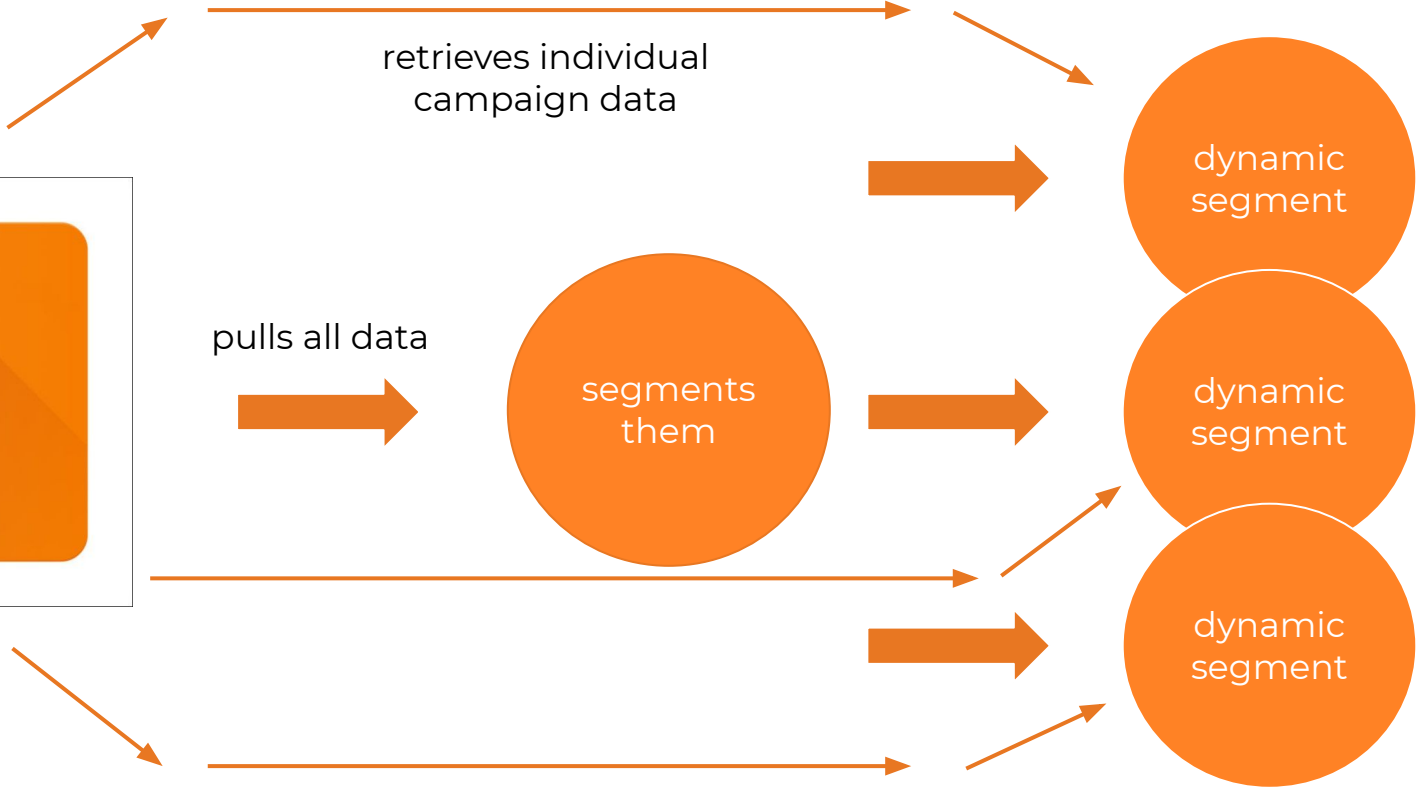 retrieves individual
campaign data
dynamic
segment
pulls all data
segments
them
dynamic
segment
dynamic
segment